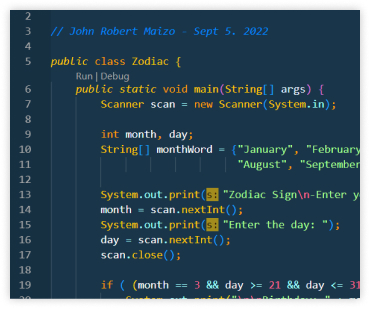 2
3 // John Robert Maizo - Sept 5. 2022
4
5 public class Zodiac {
Run | Debug
6 public static void main(String[] args) {
7 Scanner scan = new Scanner(System.in);
8
9 int month, day;
10 String[] monthWord = {"January", "February
11 "August", "September
12
13 System.out.print(s: "Zodiac Sign\n-Enter yo
14 month = scan.nextInt();
15 System.out.print(s: "Enter the day: ");
16 day = scan.nextInt();
17 scan.close();
18
19 if ( (month == 3 && day >= 21 && day <= 31
20